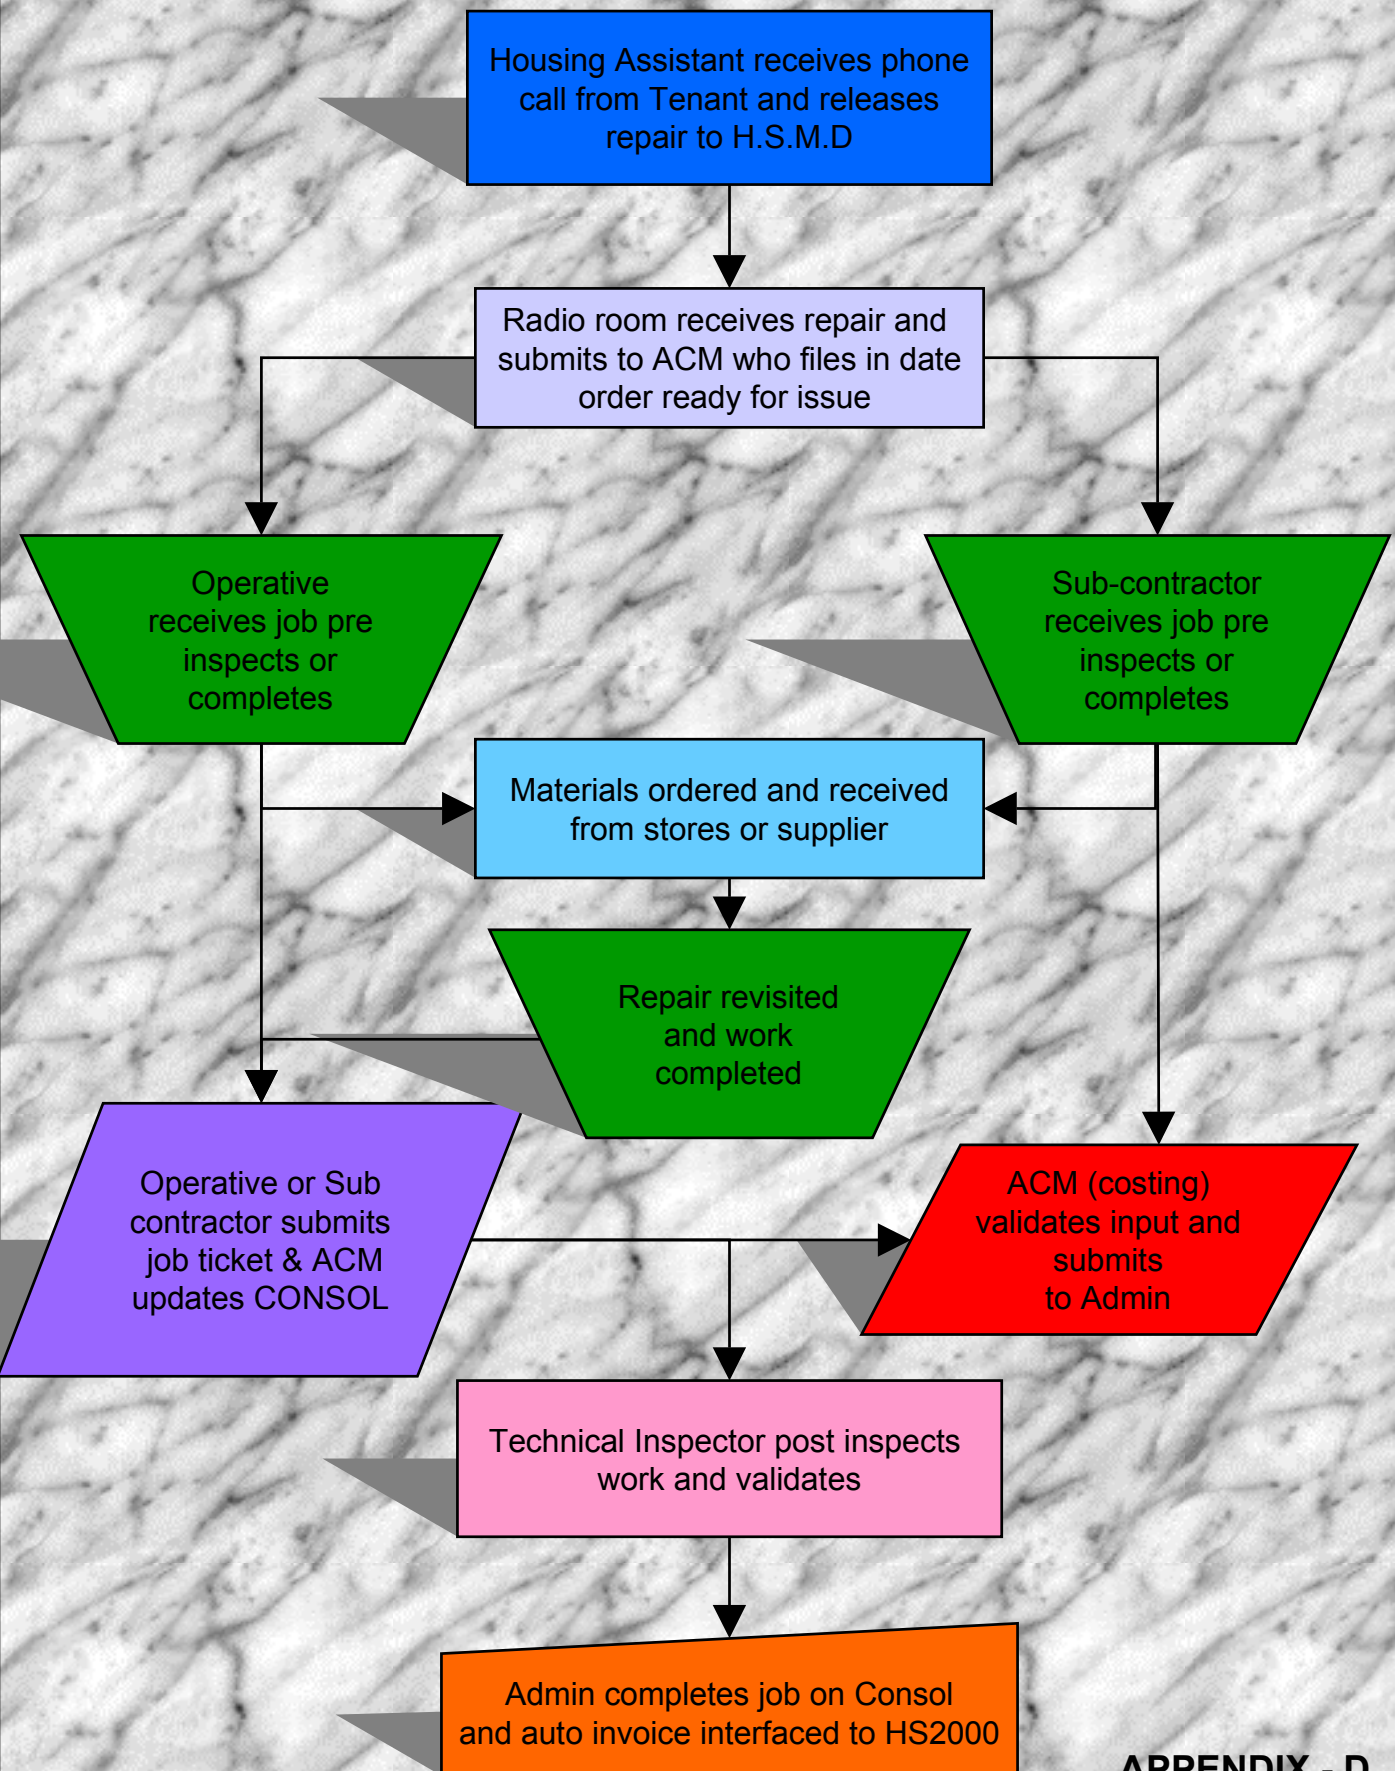 Housing Assistant receives phone
call from Tenant and releases
repair to H.S.M.D
Radio room receives repair and
submits to ACM who files in date
order ready for issue
Operative
receives job pre
inspects or
completes
Sub-contractor
receives job pre
inspects or
completes
Materials ordered and received
from stores or supplier
Repair revisited
and work
completed
Operative or Sub
contractor submits
job ticket & ACM
updates CONSOL
ACM (costing)
validates input and
submits
to Admin
Technical Inspector post inspects
work and validates
Admin completes job on Consol
and auto invoice interfaced to HS2000
APPENDIX - D